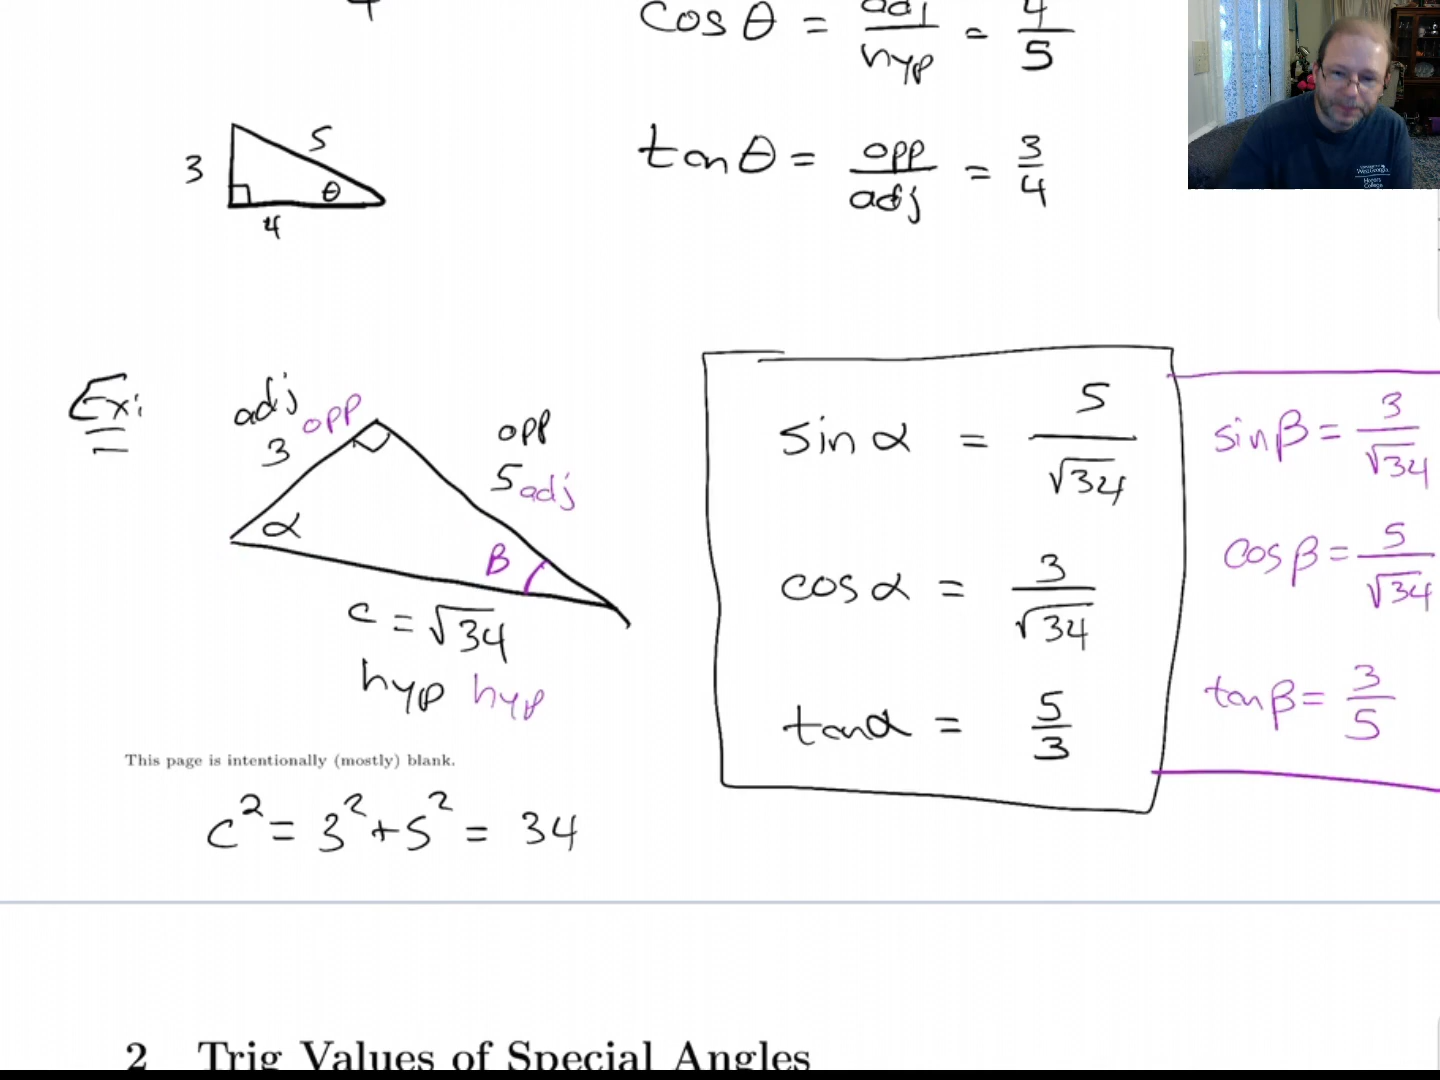 cos θ = adj/hyp = 4/5
3
5
θ
4
tan θ = opp/adj = 3/4
Ex:
adj opp
3
opp
5 adj
α
β
c = √34
hyp hyp
sin α = 5/√34
cos α = 3/√34
tan α = 5/3
sin β = 3/√34
cos β = 5/√34
tan β = 3/5
This page is intentionally (mostly) blank.
c² = 3² + 5² = 34
2 Trig Values of Special Angles